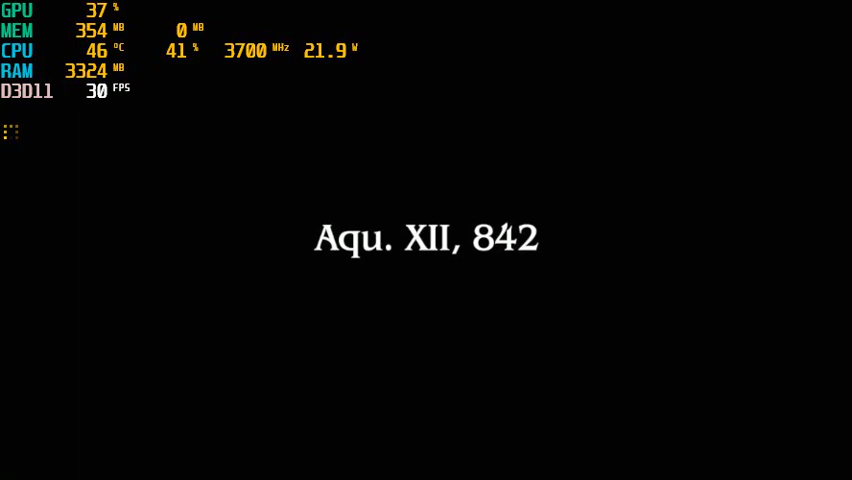 GPU 37 %
MEM 354 MB 0 MB
CPU 46 °C 41 % 3700 MHz 21.9 W
RAM 3324 MB
D3D11 30 FPS
Aqu. XII, 842